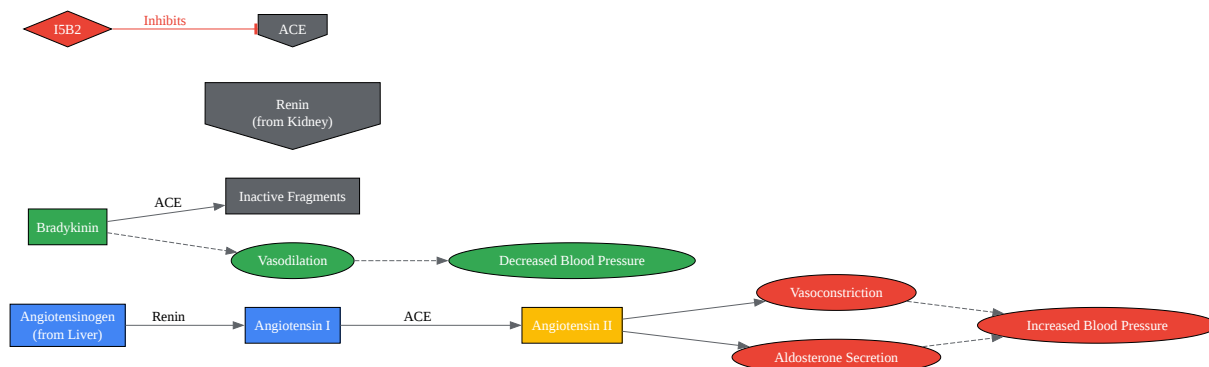 I5B2
Inhibits
ACE
Renin
(from Kidney)
Bradykinin
ACE
Inactive Fragments
Vasodilation
Decreased Blood Pressure
Angiotensinogen
(from Liver)
Renin
Angiotensin I
ACE
Angiotensin II
Vasoconstriction
Aldosterone Secretion
Increased Blood Pressure